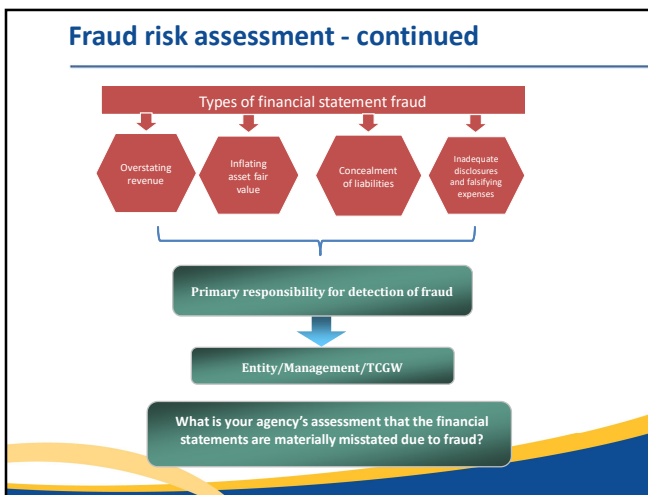 Fraud risk assessment - continued
Types of financial statement fraud
Overstating
revenue
Inflating
asset fair
value
Concealment
of liabilities
Inadequate
disclosures
and falsifying
expenses
Primary responsibility for detection of fraud
Entity/Management/TCGW
What is your agency’s assessment that the financial
statements are materially misstated due to fraud?